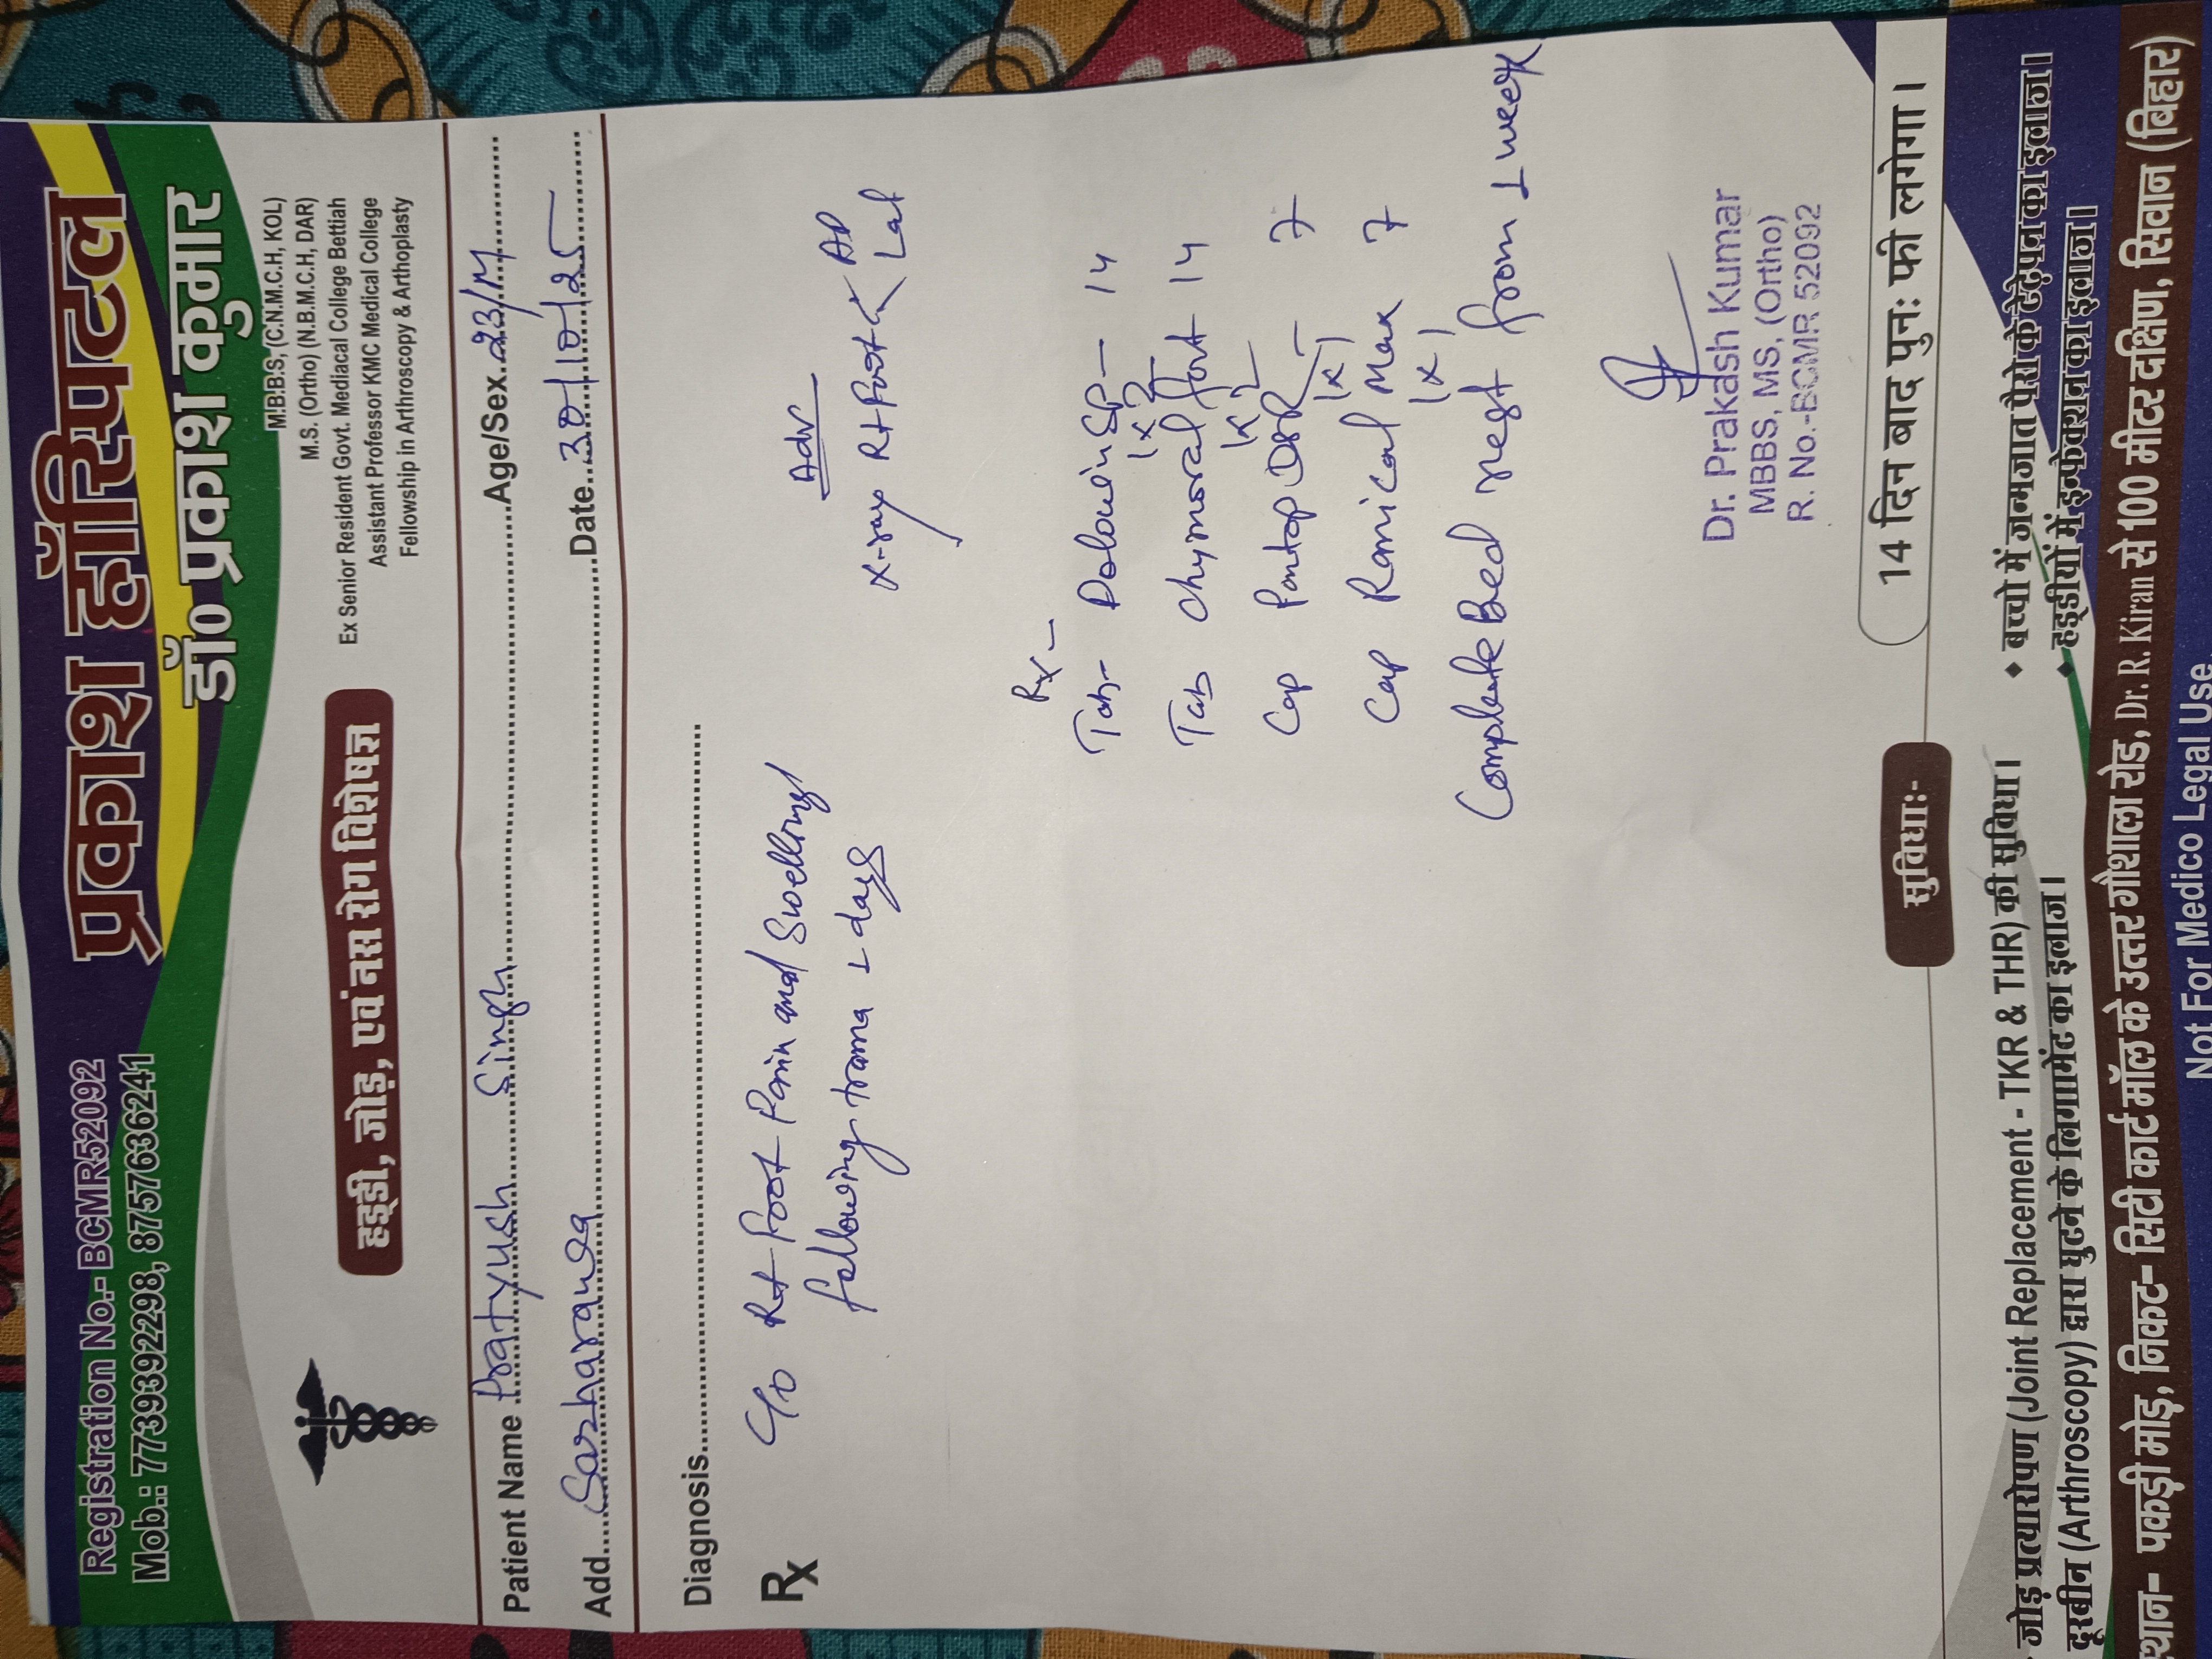 Registration No.- BCMR52092
Mob.: 7739392298, 8757636241
प्रकाश हॉस्पिटल
डॉ० प्रकाश कुमार
M.B.B.S, (C.N.M.C.H, KOL)
M.S. (Ortho) (N.B.M.C.H, DAR)
Ex Senior Resident Govt. Mediacal College Bettiah
Assistant Professor KMC Medical College
Fellowship in Arthroscopy & Arthoplasty
हड्डी, जोड़, एवं नस रोग विशेषज्ञ
Patient Name Pratyush Singh Age/Sex 23/M
Add. Date 30/10/25
Diagnosis
Rx C/o Rt foot Pain and Swelling
following trama 1 days
Adv
X-ray Rt foot < AP
Lat
Rx -
Tab- SP - 14
1x2
Tab Chymoral fort 14
1x2
Cap Pantop DSR - 7
1x1
Cap Ronical Max 7
1x1
Complete Bed rest from 1 week
Dr. Prakash Kumar
MBBS, MS, (Ortho)
R. No.-BCMR 52092
14 दिन बाद पुनः फी लगेगा।
सुविधाः-
जोड़ प्रत्यारोपण (Joint Replacement - TKR & THR) की सुविधा।
दूरबीन (Arthroscopy) द्वारा घुटने के लिगामेंट का इलाज।
♦ बच्चो में जन्मजात पैरो के टेढ़ेपन का इलाज।
♦ हड्डीयों में इन्फेक्शन का इलाज।
स्थान- पकड़ी मोड़, निकट- सिटी कार्ट मॉल के उत्तर गौशाला रोड, Dr. R. Kiran से 100 मीटर दक्षिण, सिवान (बिहार)
Not For Medico Legal Use